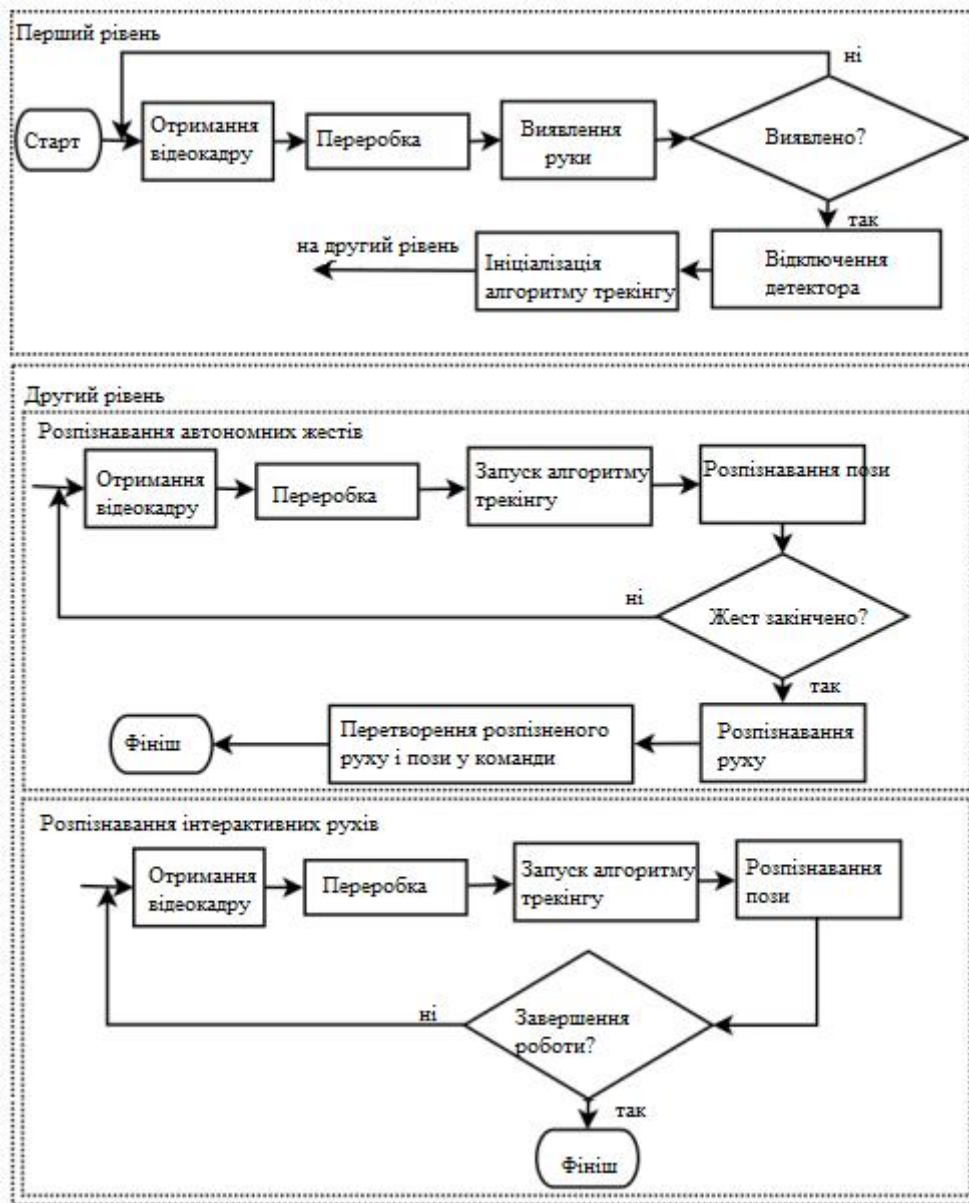 Перший рівень
ні
Старт
Отримання
відеокадру
Переробка
Виявлення
руки
Виявлено?
так
на другий рівень
Ініціалізація
алгоритму трекінгу
Відключення
детектора
Другий рівень
Розпізнавання автономних жестів
Отримання
відеокадру
Переробка
Запуск алгоритму
трекінгу
Розпізнавання пози
ні
Жест закінчено?
так
Фініш
Перетворення розпізненого
руху і пози у команди
Розпізнавання
руху
Розпізнавання інтерактивних рухів
Отримання
відеокадру
Переробка
Запуск алгоритму
трекінгу
Розпізнавання
пози
ні
Завершення
роботи?
так
Фініш